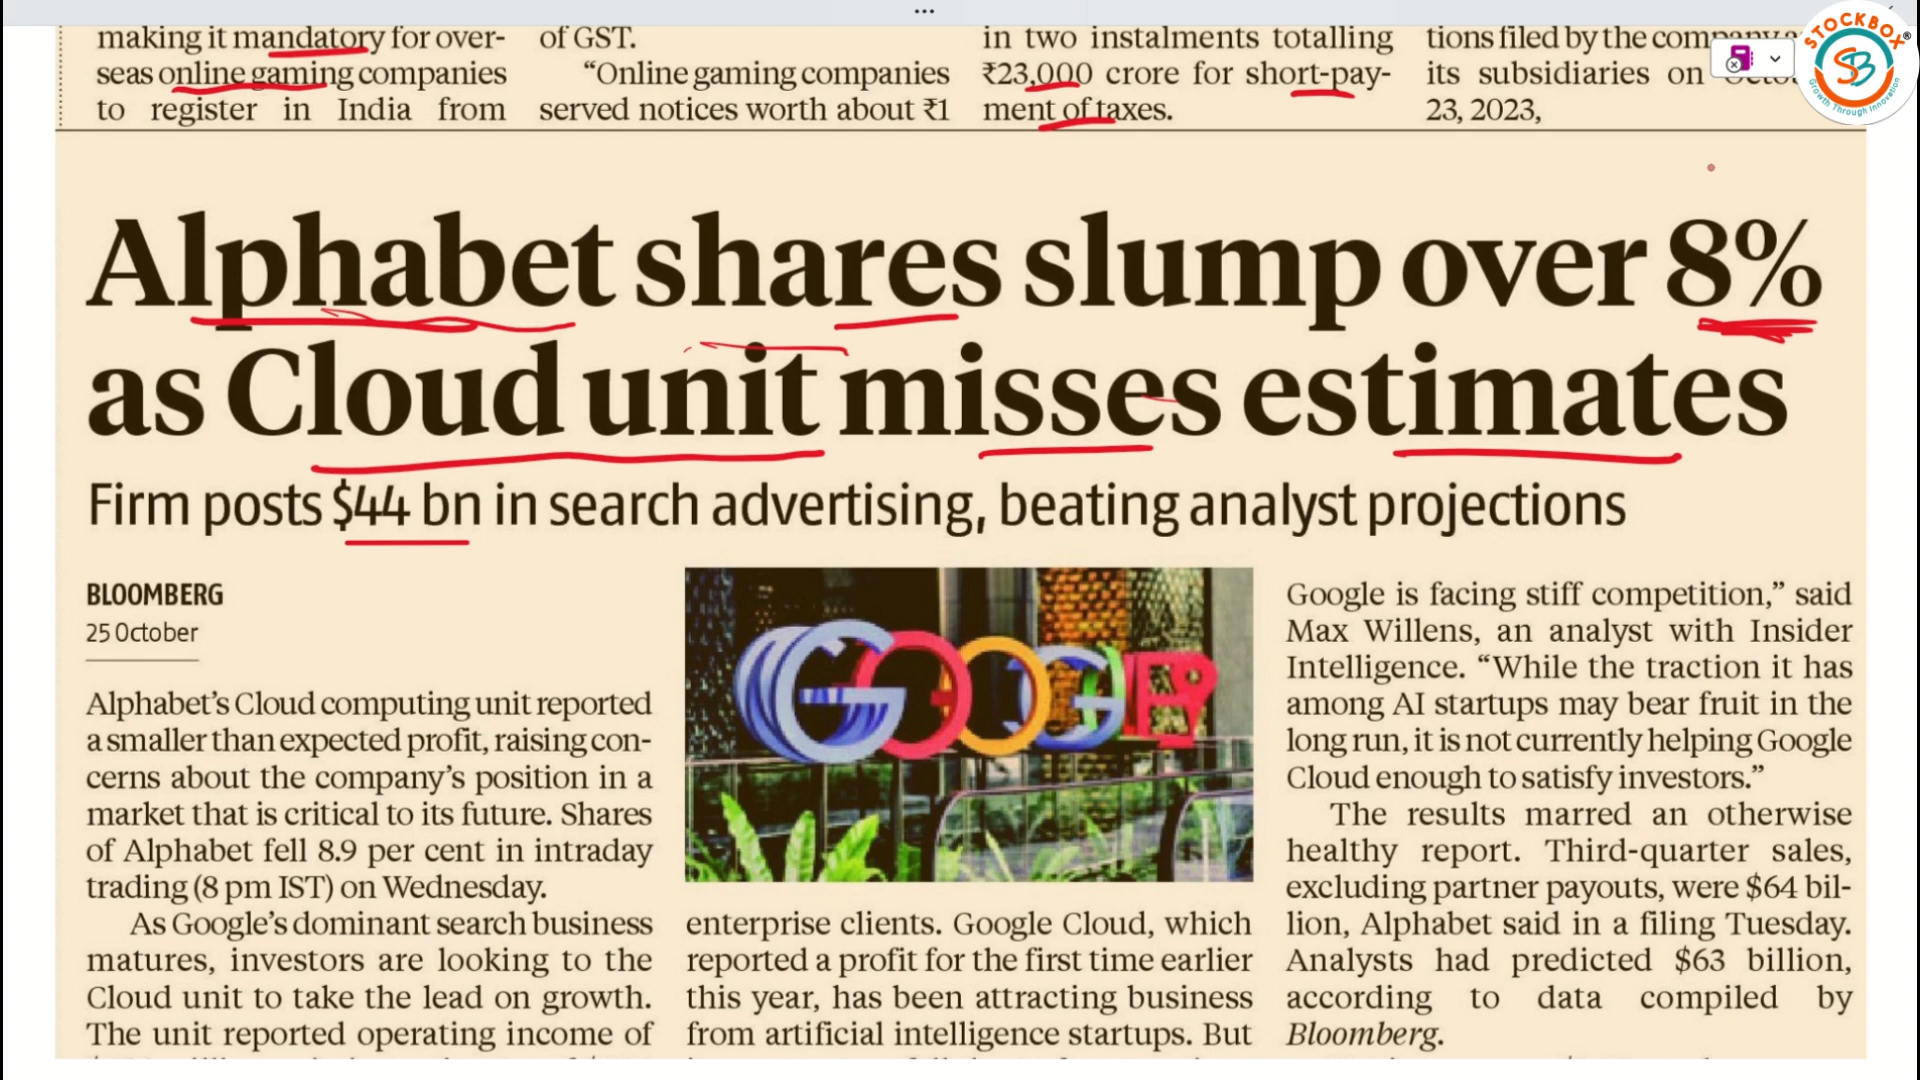 ...
STOCKBOX®
SB
Growth Through Innovation
making it mandatory for over-
seas online gaming companies
to register in India from
of GST.
“Online gaming companies
served notices worth about ₹1
in two instalments totalling
₹23,000 crore for short-pay-
ment of taxes.
tions filed by the company
its subsidiaries on
23, 2023,
Alphabet shares slump over 8%
as Cloud unit misses estimates
Firm posts $44 bn in search advertising, beating analyst projections
BLOOMBERG
25 October
Alphabet’s Cloud computing unit reported
a smaller than expected profit, raising con-
cerns about the company’s position in a
market that is critical to its future. Shares
of Alphabet fell 8.9 per cent in intraday
trading (8 pm IST) on Wednesday.
As Google’s dominant search business
matures, investors are looking to the
Cloud unit to take the lead on growth.
The unit reported operating income of
GOOGLE
enterprise clients. Google Cloud, which
reported a profit for the first time earlier
this year, has been attracting business
from artificial intelligence startups. But
Google is facing stiff competition,” said
Max Willens, an analyst with Insider
Intelligence. “While the traction it has
among AI startups may bear fruit in the
long run, it is not currently helping Google
Cloud enough to satisfy investors.”
The results marred an otherwise
healthy report. Third-quarter sales,
excluding partner payouts, were $64 bil-
lion, Alphabet said in a filing Tuesday.
Analysts had predicted $63 billion,
according to data compiled by
Bloomberg.